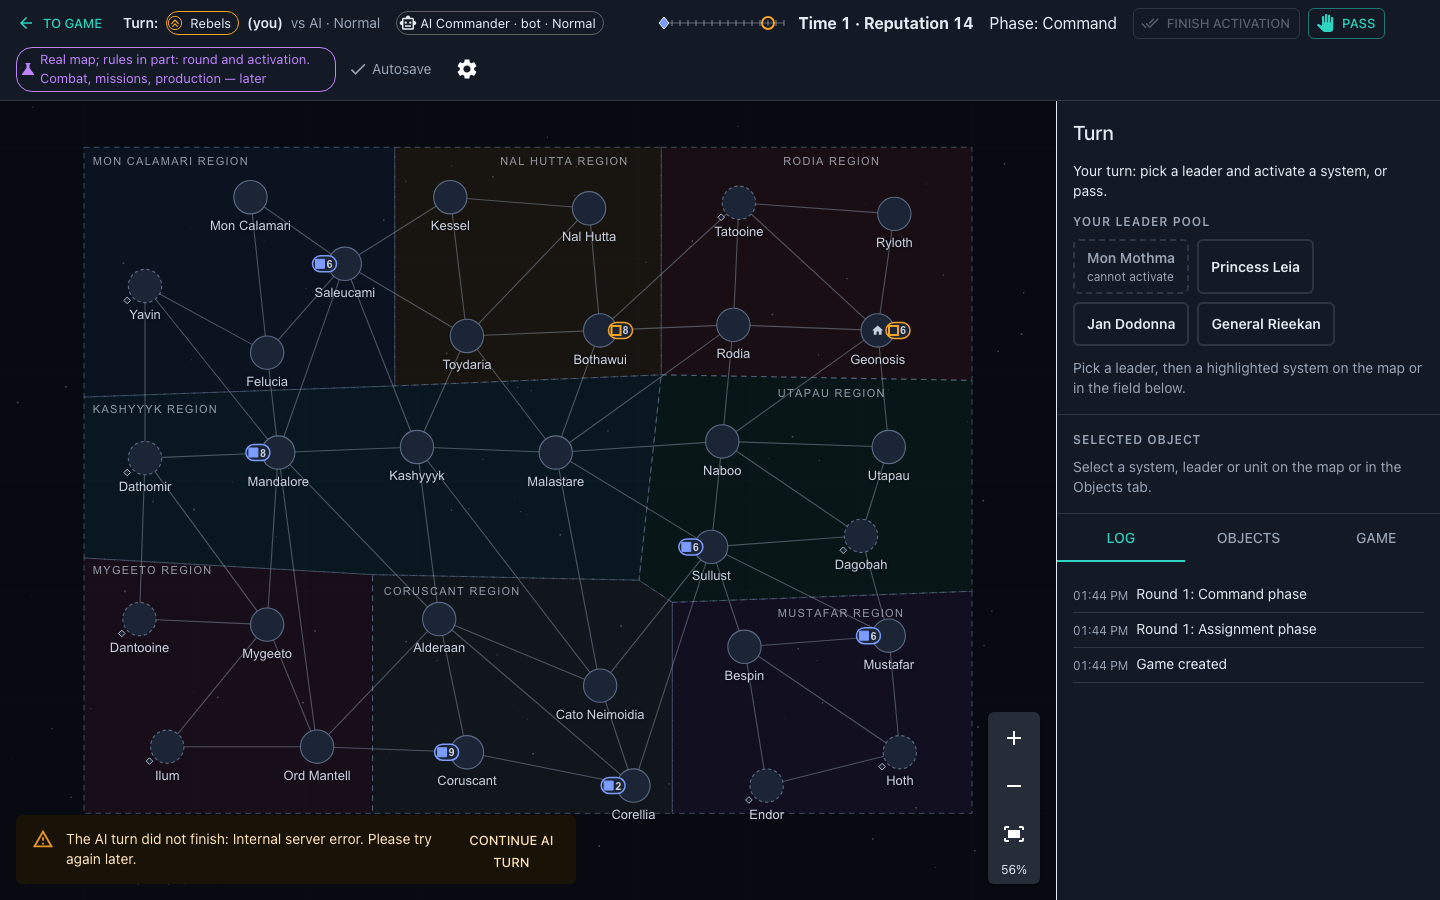 TO GAME
Turn:
Rebels
(you)
vs AI · Normal
AI Commander · bot · Normal
Time 1 · Reputation 14
Phase: Command
FINISH ACTIVATION
PASS
Real map; rules in part: round and activation.
Combat, missions, production — later
Autosave
MON CALAMARI REGION
NAL HUTTA REGION
RODIA REGION
Mon Calamari
Kessel
Nal Hutta
Tatooine
Ryloth
6
Saleucami
Yavin
Felucia
Toydaria
8
Bothawui
Rodia
6
Geonosis
KASHYYYK REGION
UTAPAU REGION
Dathomir
8
Mandalore
Kashyyyk
Malastare
Naboo
Utapau
6
Sullust
Dagobah
MYGEETO REGION
CORUSCANT REGION
MUSTAFAR REGION
Dantooine
Mygeeto
Alderaan
Bespin
6
Mustafar
Cato Neimoidia
Ilum
Ord Mantell
9
Coruscant
2
Corellia
Endor
Hoth
The AI turn did not finish: Internal server error. Please try
again later.
CONTINUE AI
TURN
56%
Turn
Your turn: pick a leader and activate a system, or
pass.
YOUR LEADER POOL
Mon Mothma
cannot activate
Princess Leia
Jan Dodonna
General Rieekan
Pick a leader, then a highlighted system on the map or
in the field below.
SELECTED OBJECT
Select a system, leader or unit on the map or in the
Objects tab.
LOG
OBJECTS
GAME
01:44 PM Round 1: Command phase
01:44 PM Round 1: Assignment phase
01:44 PM Game created